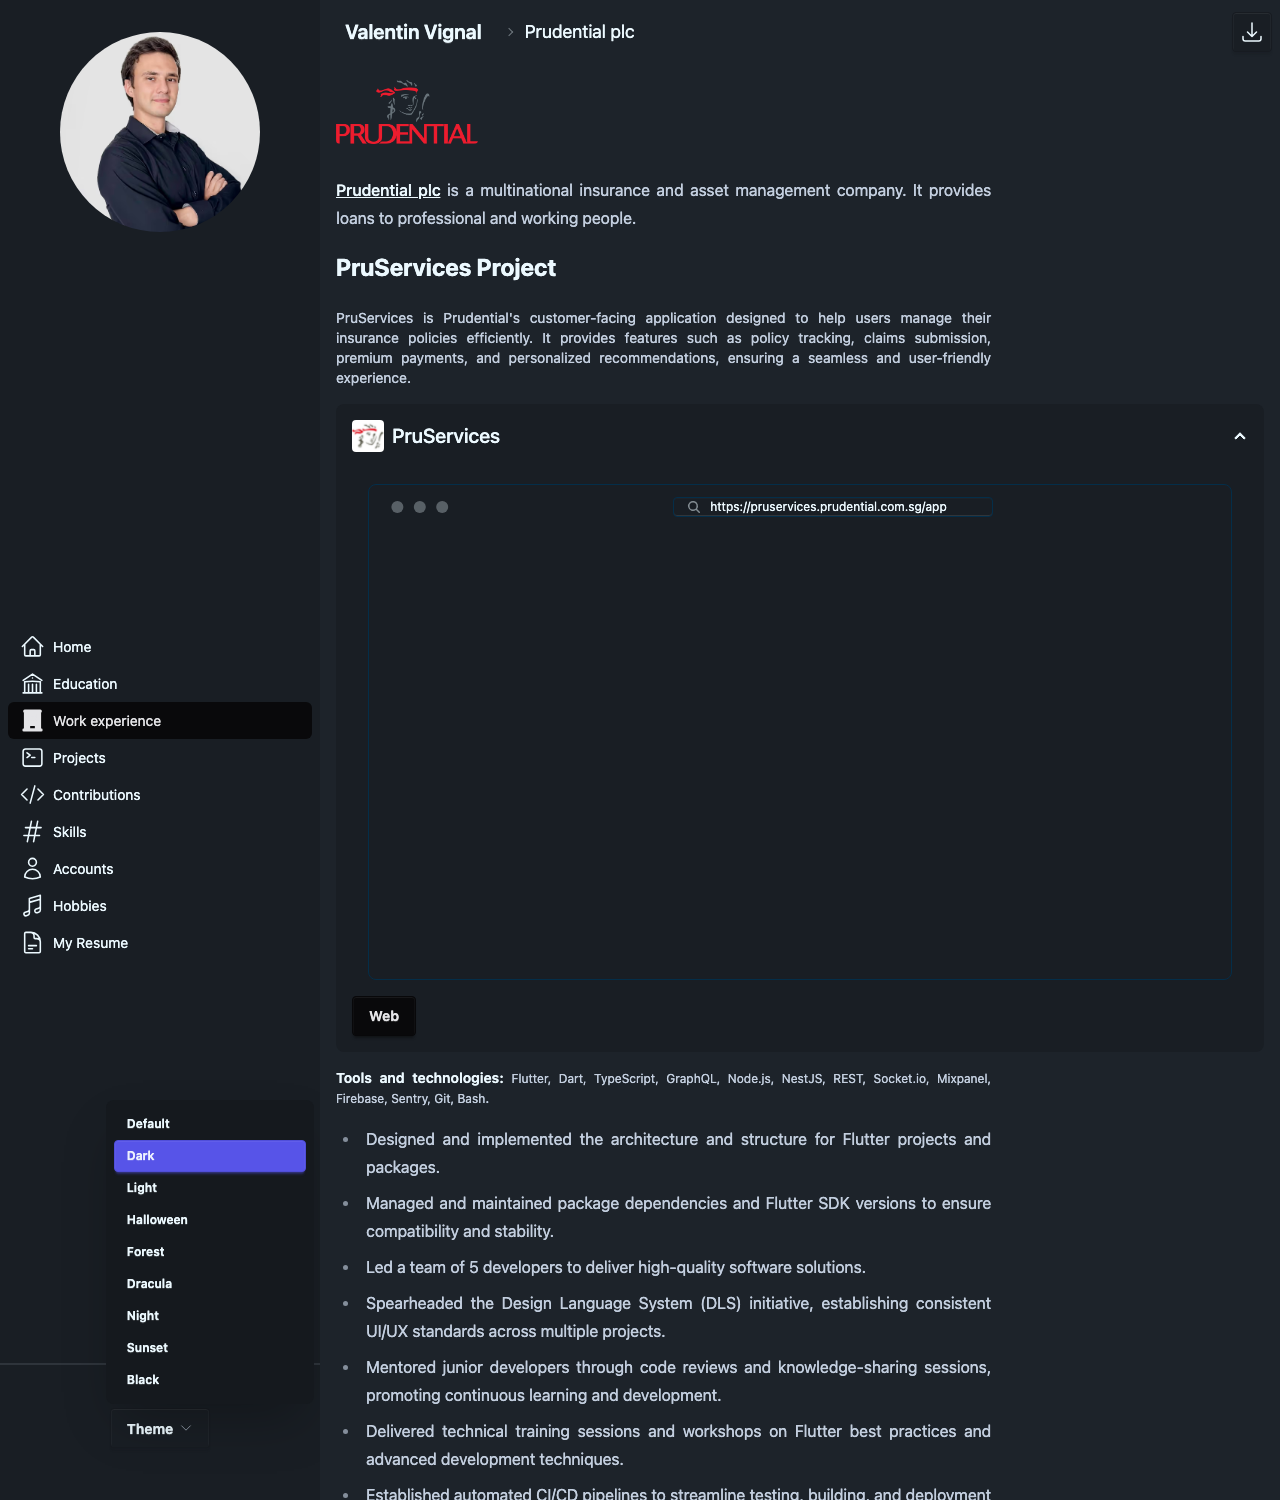 Valentin Vignal
Prudential plc
PRUDENTIAL
Prudential plc is a multinational insurance and asset management company. It provides
loans to professional and working people.
PruServices Project
PruServices is Prudential's customer-facing application designed to help users manage their
insurance policies efficiently. It provides features such as policy tracking, claims submission,
premium payments, and personalized recommendations, ensuring a seamless and user-friendly
experience.
PruServices
https://pruservices.prudential.com.sg/app
Home
Education
Work experience
Projects
Contributions
Skills
Accounts
Hobbies
My Resume
Web
Tools and technologies: Flutter, Dart, TypeScript, GraphQL, Node.js, NestJS, REST, Socket.io, Mixpanel,
Firebase, Sentry, Git, Bash.
Default
Dark
Light
Halloween
Forest
Dracula
Night
Sunset
Black
Theme
• Designed and implemented the architecture and structure for Flutter projects and
packages.
• Managed and maintained package dependencies and Flutter SDK versions to ensure
compatibility and stability.
• Led a team of 5 developers to deliver high-quality software solutions.
• Spearheaded the Design Language System (DLS) initiative, establishing consistent
UI/UX standards across multiple projects.
• Mentored junior developers through code reviews and knowledge-sharing sessions,
promoting continuous learning and development.
• Delivered technical training sessions and workshops on Flutter best practices and
advanced development techniques.
• Established automated CI/CD pipelines to streamline testing, building, and deployment